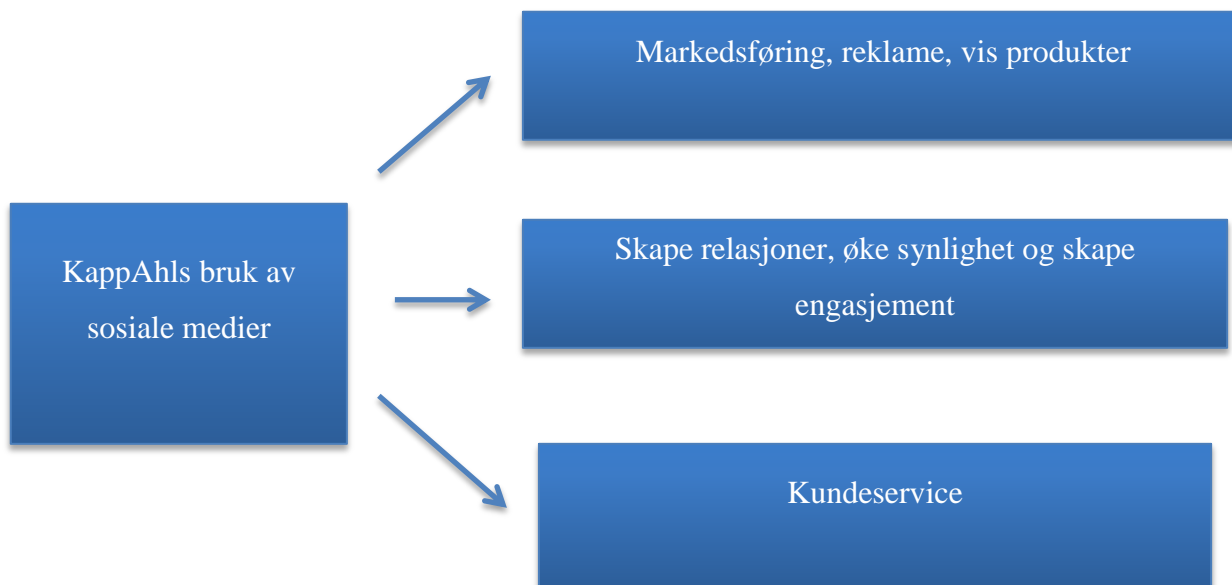 Markedsføring, reklame, vis produkter
KappAhls bruk av
sosiale medier
Skape relasjoner, øke synlighet og skape
engasjement
Kundeservice